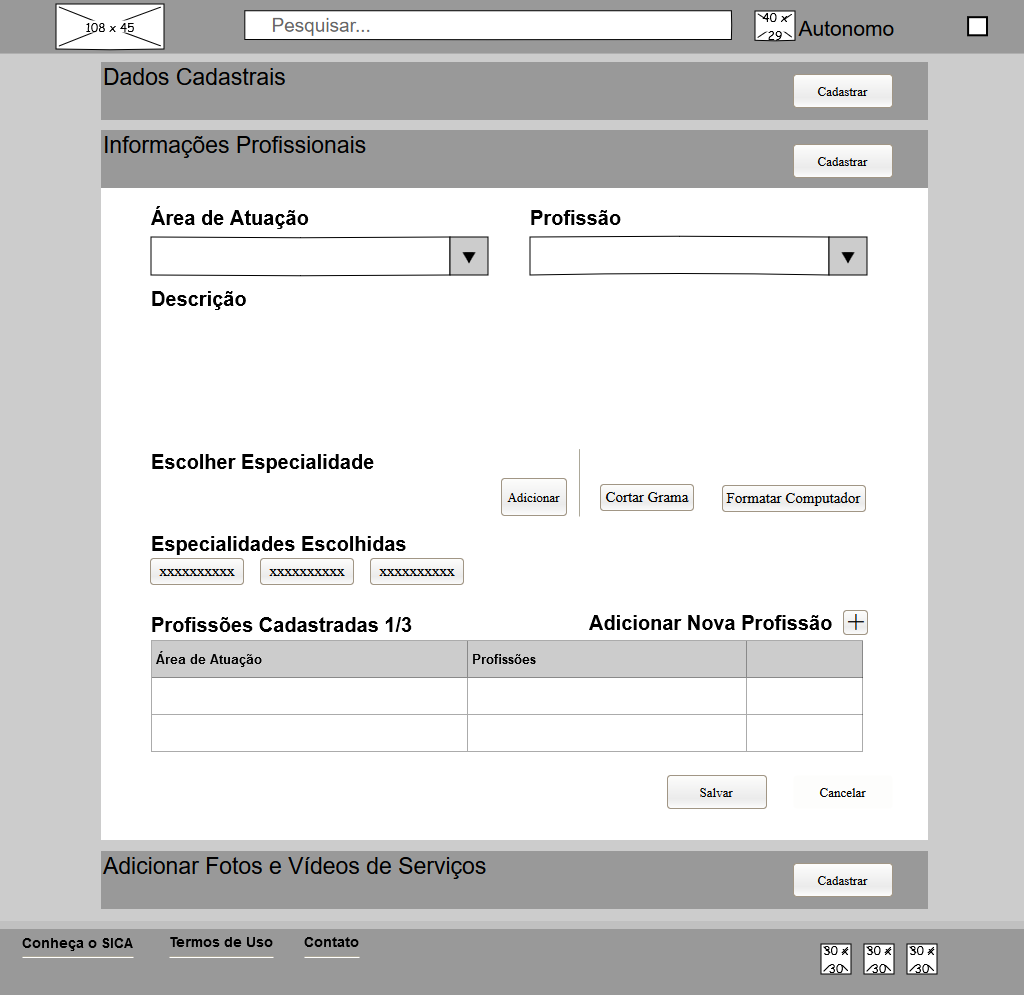 108 x 45
Pesquisar...
40 x 29
Autonomo
Dados Cadastrais
Cadastrar
Informações Profissionais
Cadastrar
Área de Atuação
Profissão
Descrição
Escolher Especialidade
Adicionar
Cortar Grama
Formatar Computador
Especialidades Escolhidas
xxxxxxxxxx xxxxxxxxxx xxxxxxxxxx
Profissões Cadastradas 1/3
Adicionar Nova Profissão
Área de Atuação
Profissões
Salvar
Cancelar
Adicionar Fotos e Vídeos de Serviços
Cadastrar
Conheça o SICA
Termos de Uso
Contato
30 x 30
30 x 30
30 x 30